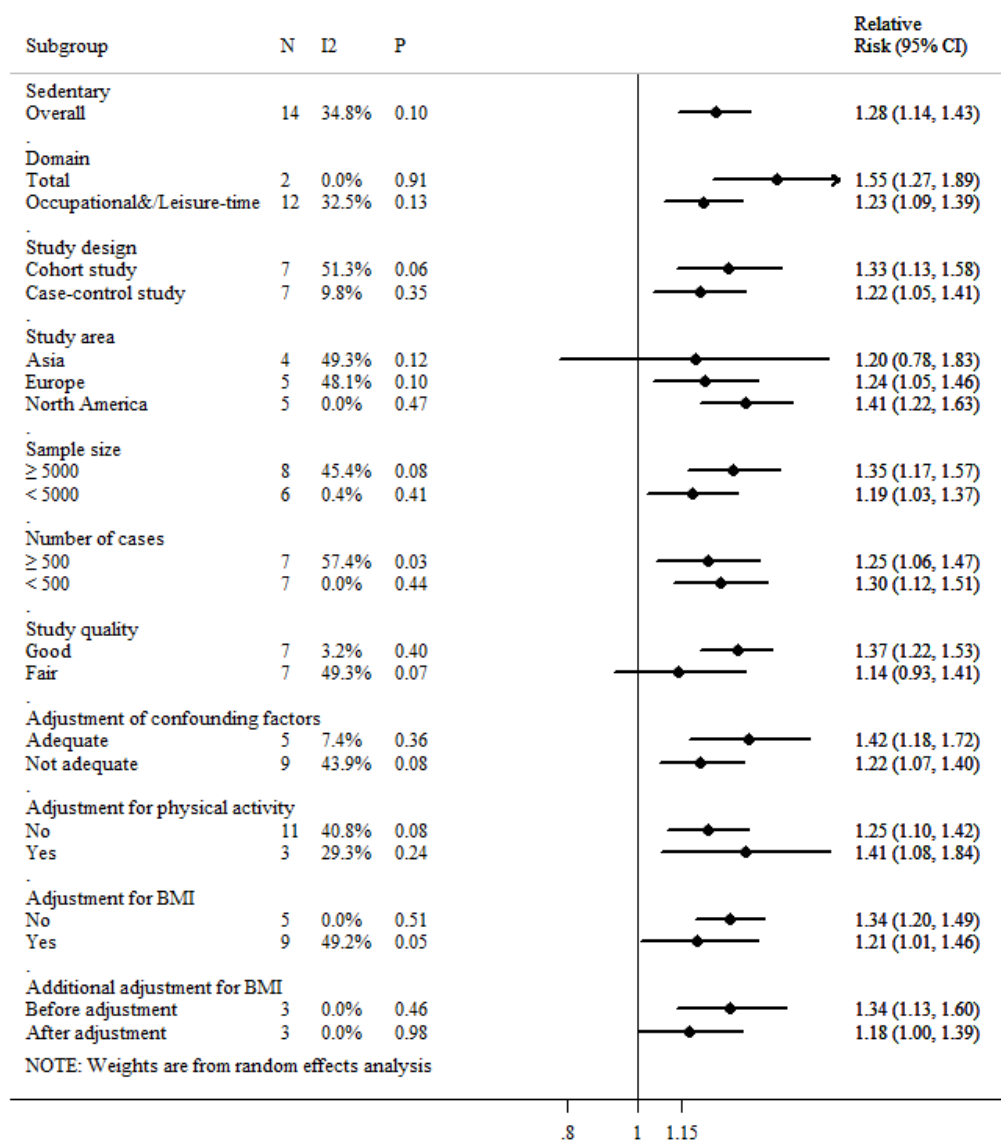 Relative
Subgroup N I2 P Risk (95% CI)
Sedentary
Overall 14 34.8% 0.10 1.28 (1.14, 1.43)
.
Domain
Total 2 0.0% 0.91 1.55 (1.27, 1.89)
Occupational&/Leisure-time 12 32.5% 0.13 1.23 (1.09, 1.39)
.
Study design
Cohort study 7 51.3% 0.06 1.33 (1.13, 1.58)
Case-control study 7 9.8% 0.35 1.22 (1.05, 1.41)
.
Study area
Asia 4 49.3% 0.12 1.20 (0.78, 1.83)
Europe 5 48.1% 0.10 1.24 (1.05, 1.46)
North America 5 0.0% 0.47 1.41 (1.22, 1.63)
.
Sample size
≥ 5000 8 45.4% 0.08 1.35 (1.17, 1.57)
< 5000 6 0.4% 0.41 1.19 (1.03, 1.37)
.
Number of cases
≥ 500 7 57.4% 0.03 1.25 (1.06, 1.47)
< 500 7 0.0% 0.44 1.30 (1.12, 1.51)
.
Study quality
Good 7 3.2% 0.40 1.37 (1.22, 1.53)
Fair 7 49.3% 0.07 1.14 (0.93, 1.41)
.
Adjustment of confounding factors
Adequate 5 7.4% 0.36 1.42 (1.18, 1.72)
Not adequate 9 43.9% 0.08 1.22 (1.07, 1.40)
.
Adjustment for physical activity
No 11 40.8% 0.08 1.25 (1.10, 1.42)
Yes 3 29.3% 0.24 1.41 (1.08, 1.84)
.
Adjustment for BMI
No 5 0.0% 0.51 1.34 (1.20, 1.49)
Yes 9 49.2% 0.05 1.21 (1.01, 1.46)
.
Additional adjustment for BMI
Before adjustment 3 0.0% 0.46 1.34 (1.13, 1.60)
After adjustment 3 0.0% 0.98 1.18 (1.00, 1.39)
NOTE: Weights are from random effects analysis
.8 1 1.15